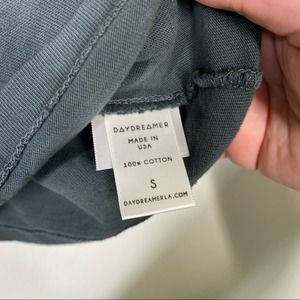 DAYDREAMER
MADE IN
USA
100% COTTON
S
DAYDREAMERLA.COM